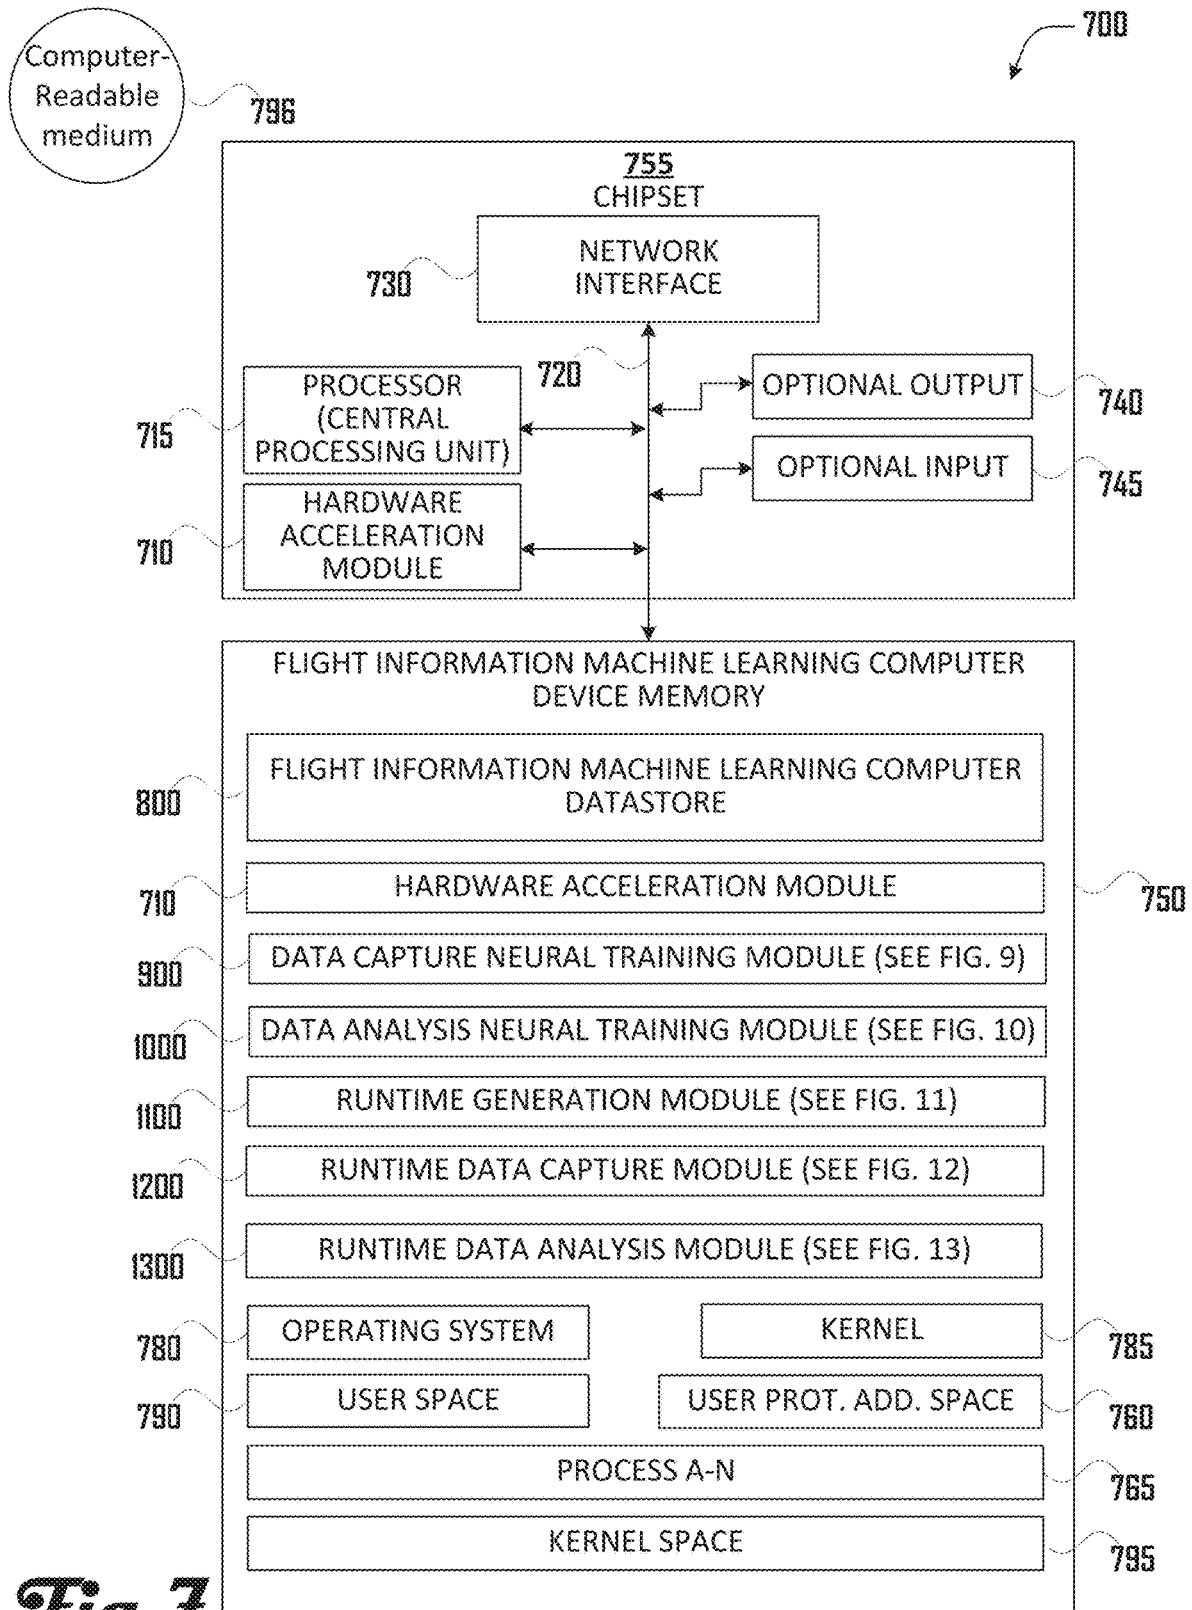 700
Computer-
Readable
medium
796
755
CHIPSET
NETWORK
INTERFACE
730
720
PROCESSOR
(CENTRAL
PROCESSING UNIT)
715
OPTIONAL OUTPUT
740
OPTIONAL INPUT
745
HARDWARE
ACCELERATION
MODULE
710
FLIGHT INFORMATION MACHINE LEARNING COMPUTER
DEVICE MEMORY
FLIGHT INFORMATION MACHINE LEARNING COMPUTER
DATASTORE
800
HARDWARE ACCELERATION MODULE
710
750
DATA CAPTURE NEURAL TRAINING MODULE (SEE FIG. 9)
900
DATA ANALYSIS NEURAL TRAINING MODULE (SEE FIG. 10)
1000
RUNTIME GENERATION MODULE (SEE FIG. 11)
1100
RUNTIME DATA CAPTURE MODULE (SEE FIG. 12)
1200
RUNTIME DATA ANALYSIS MODULE (SEE FIG. 13)
1300
OPERATING SYSTEM
780
KERNEL
785
USER SPACE
790
USER PROT. ADD. SPACE
760
PROCESS A-N
765
KERNEL SPACE
795
Fig. 7